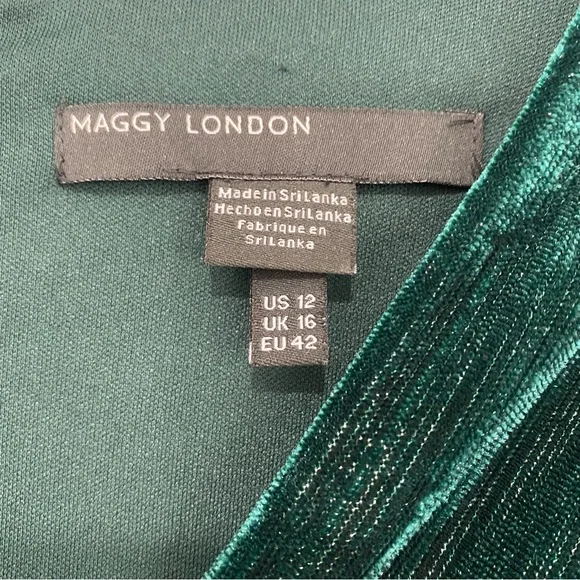 MAGGY LONDON
Made in Sri Lanka
Hecho en Sri Lanka
Fabrique en
Sri Lanka
US 12
UK 16
EU 42